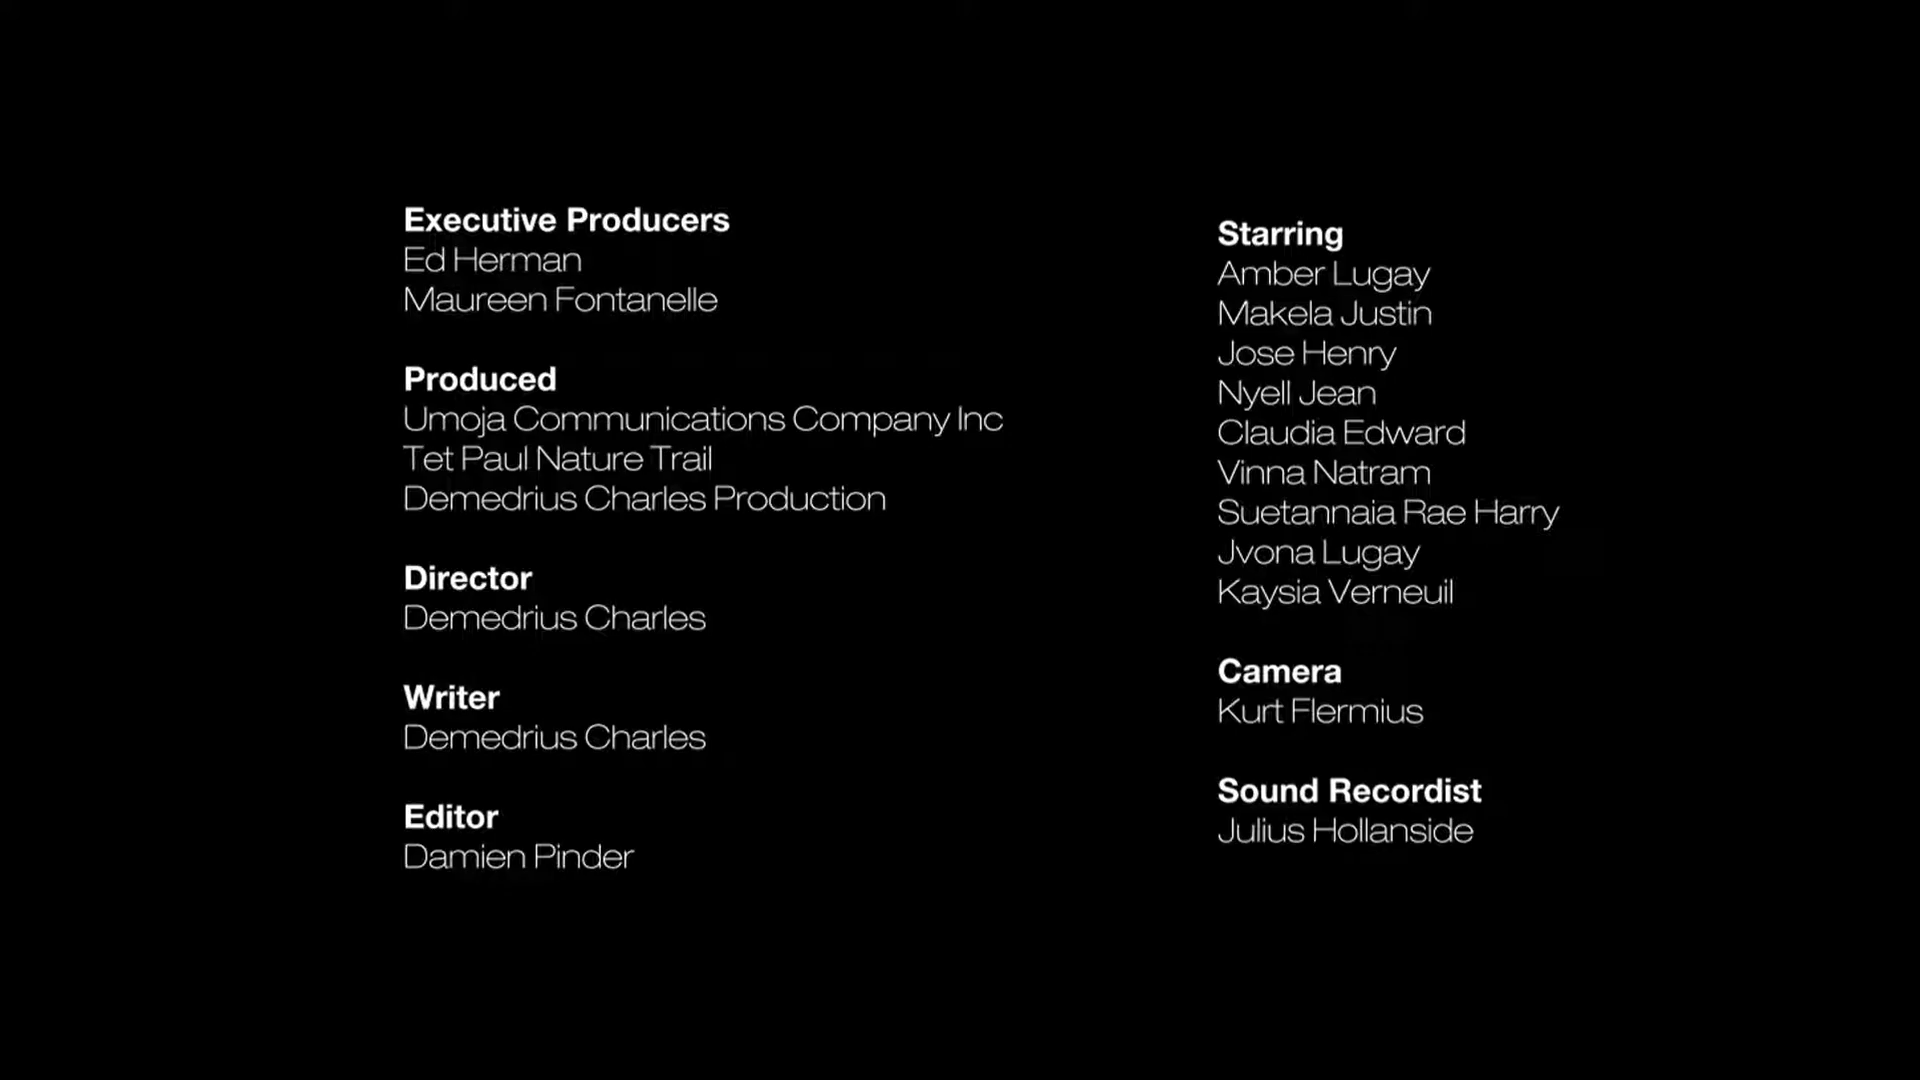 Executive Producers
Ed Herman
Maureen Fontanelle
Produced
Umoja Communications Company Inc
Tet Paul Nature Trail
Demedrius Charles Production
Director
Demedrius Charles
Writer
Demedrius Charles
Editor
Damien Pinder
Starring
Amber Lugay
Makela Justin
Jose Henry
Nyell Jean
Claudia Edward
Vinna Natram
Suetannaia Rae Harry
Jvona Lugay
Kaysia Verneuil
Camera
Kurt Flermius
Sound Recordist
Julius Hollanside